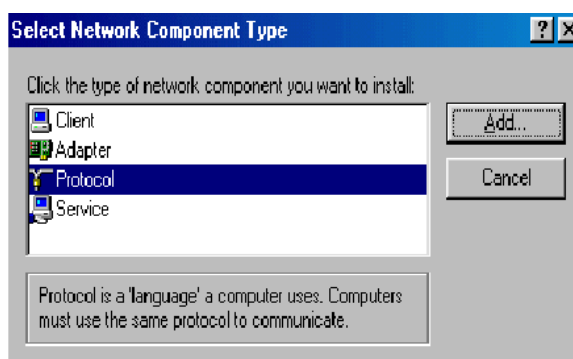 Select Network Component Type
Click the type of network component you want to install:
Client
Adapter
Protocol
Service
Add...
Cancel
Protocol is a 'language' a computer uses. Computers
must use the same protocol to communicate.